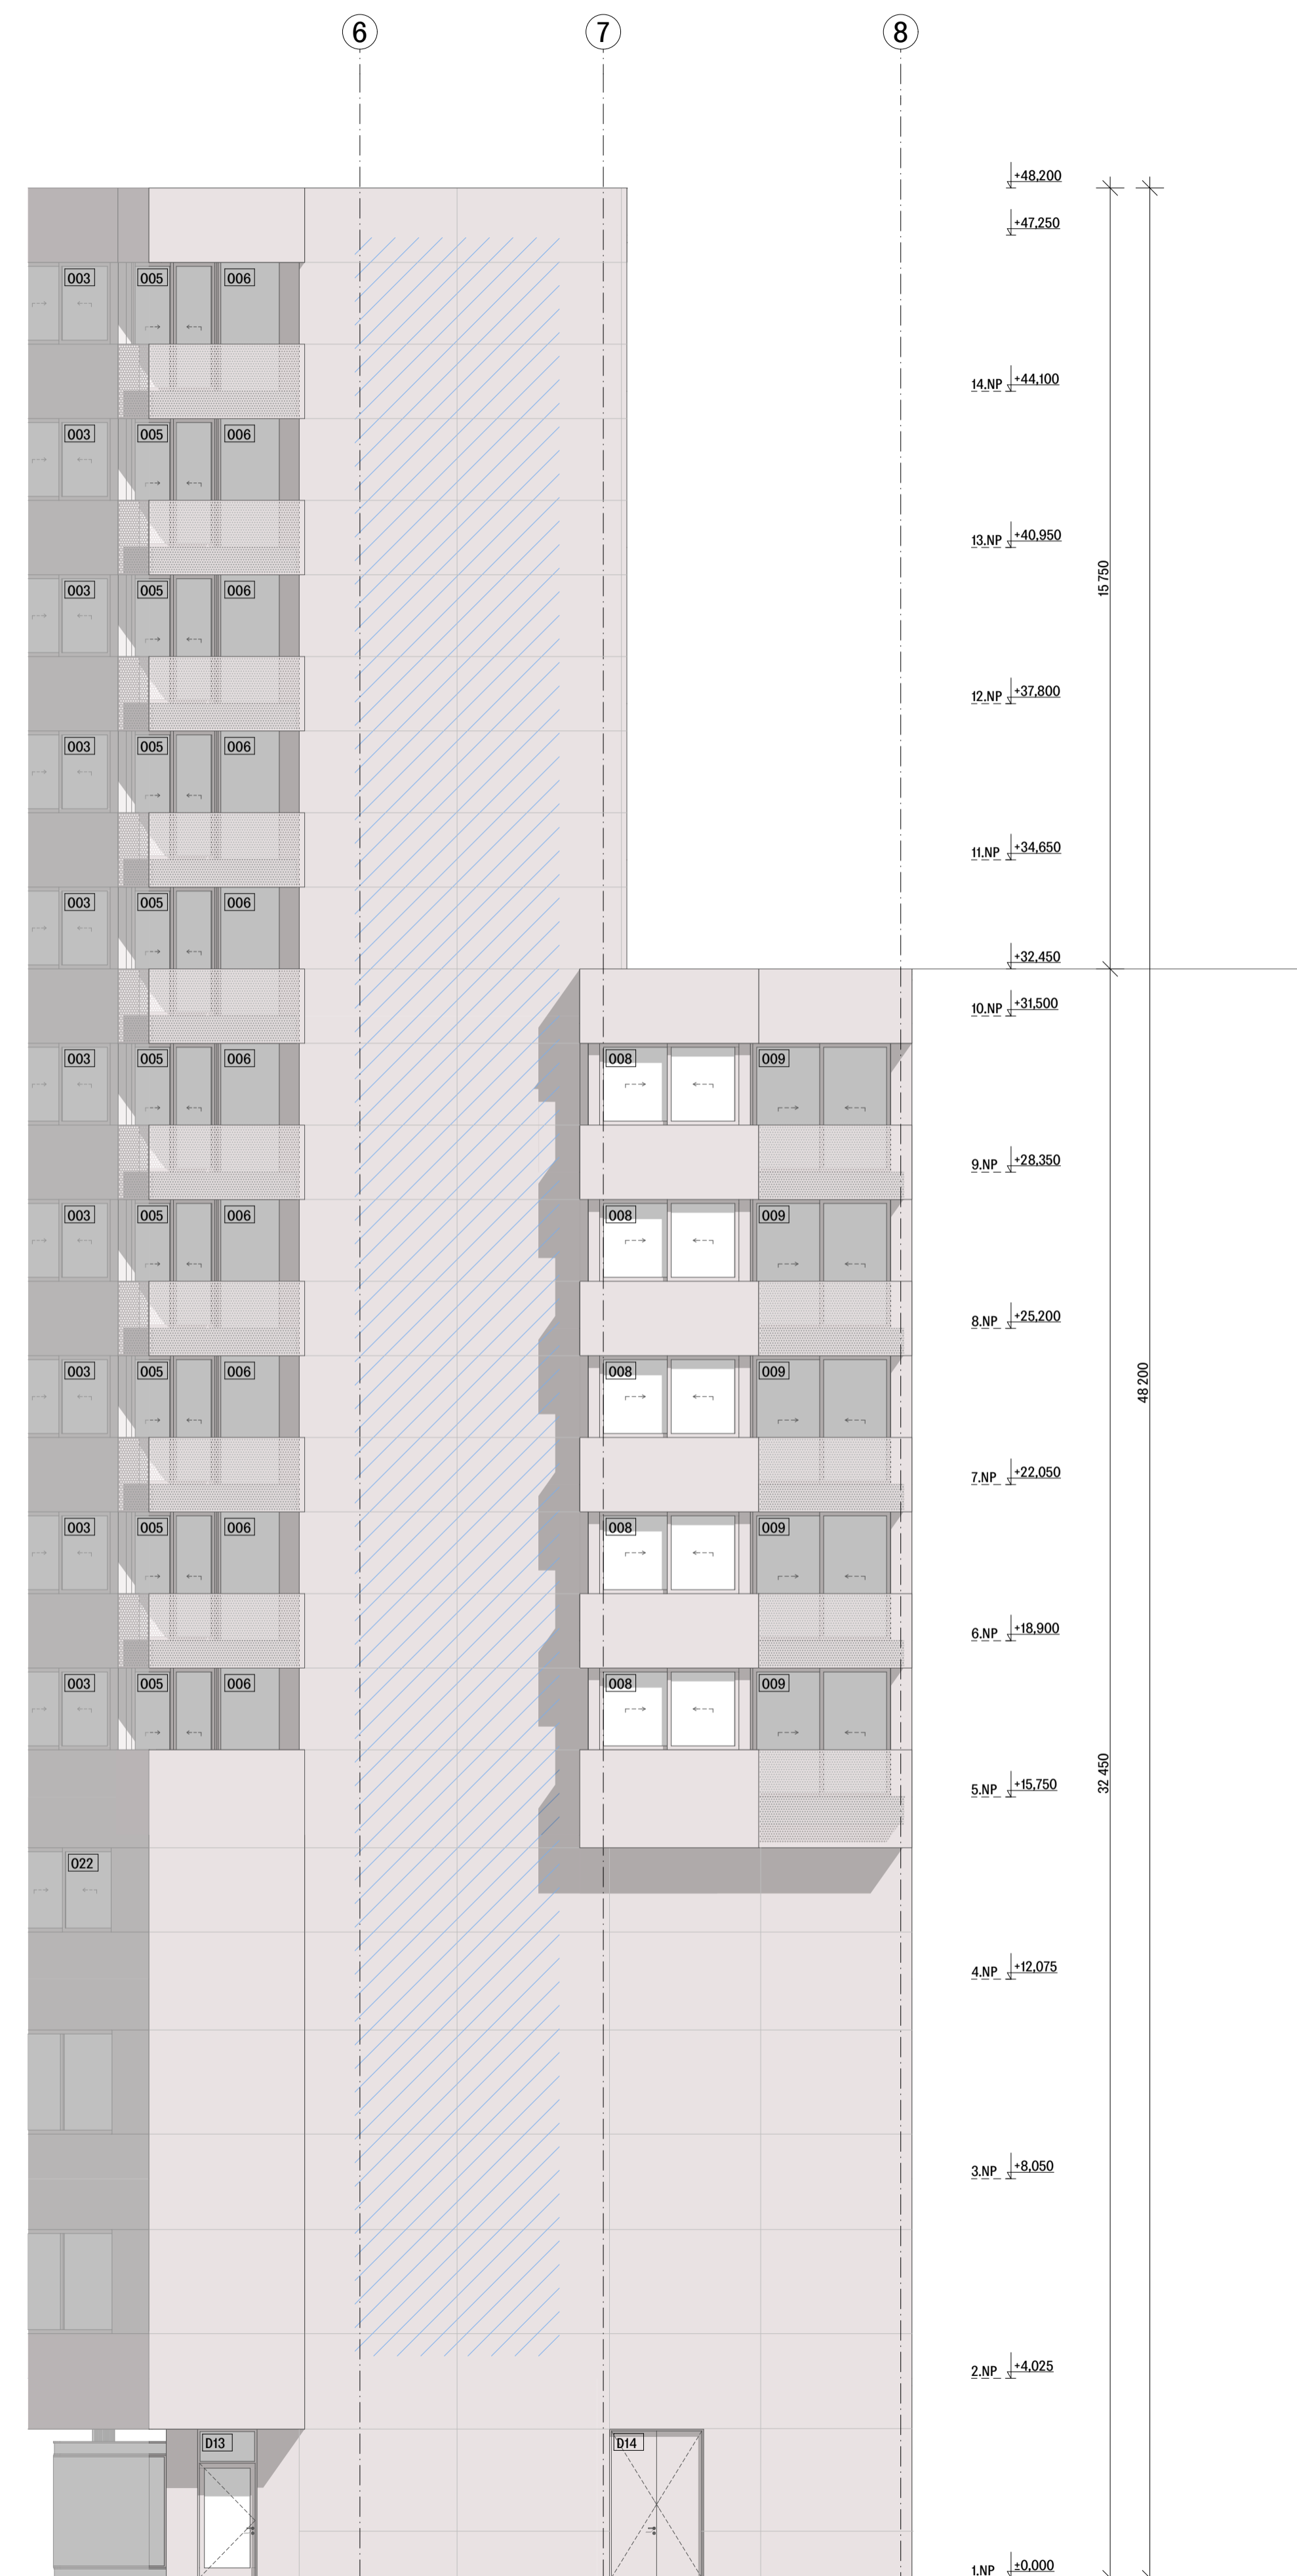 6 7 8
+48,200
+47,250
003 005 006
14.NP +44,100
003 005 006
13.NP +40,950
15 750
003 005 006
12.NP +37,800
003 005 006
11.NP +34,650
003 005 006
+32,450
10.NP +31,500
003 005 006 008 009
9.NP +28,350
003 005 006 008 009
8.NP +25,200
003 005 006 008 009
48 200
7.NP +22,050
003 005 006 008 009
6.NP +18,900
003 005 006 008 009
32 450
5.NP +15,750
022
4.NP +12,075
3.NP +8,050
2.NP +4,025
D13 D14
1.NP ±0,000